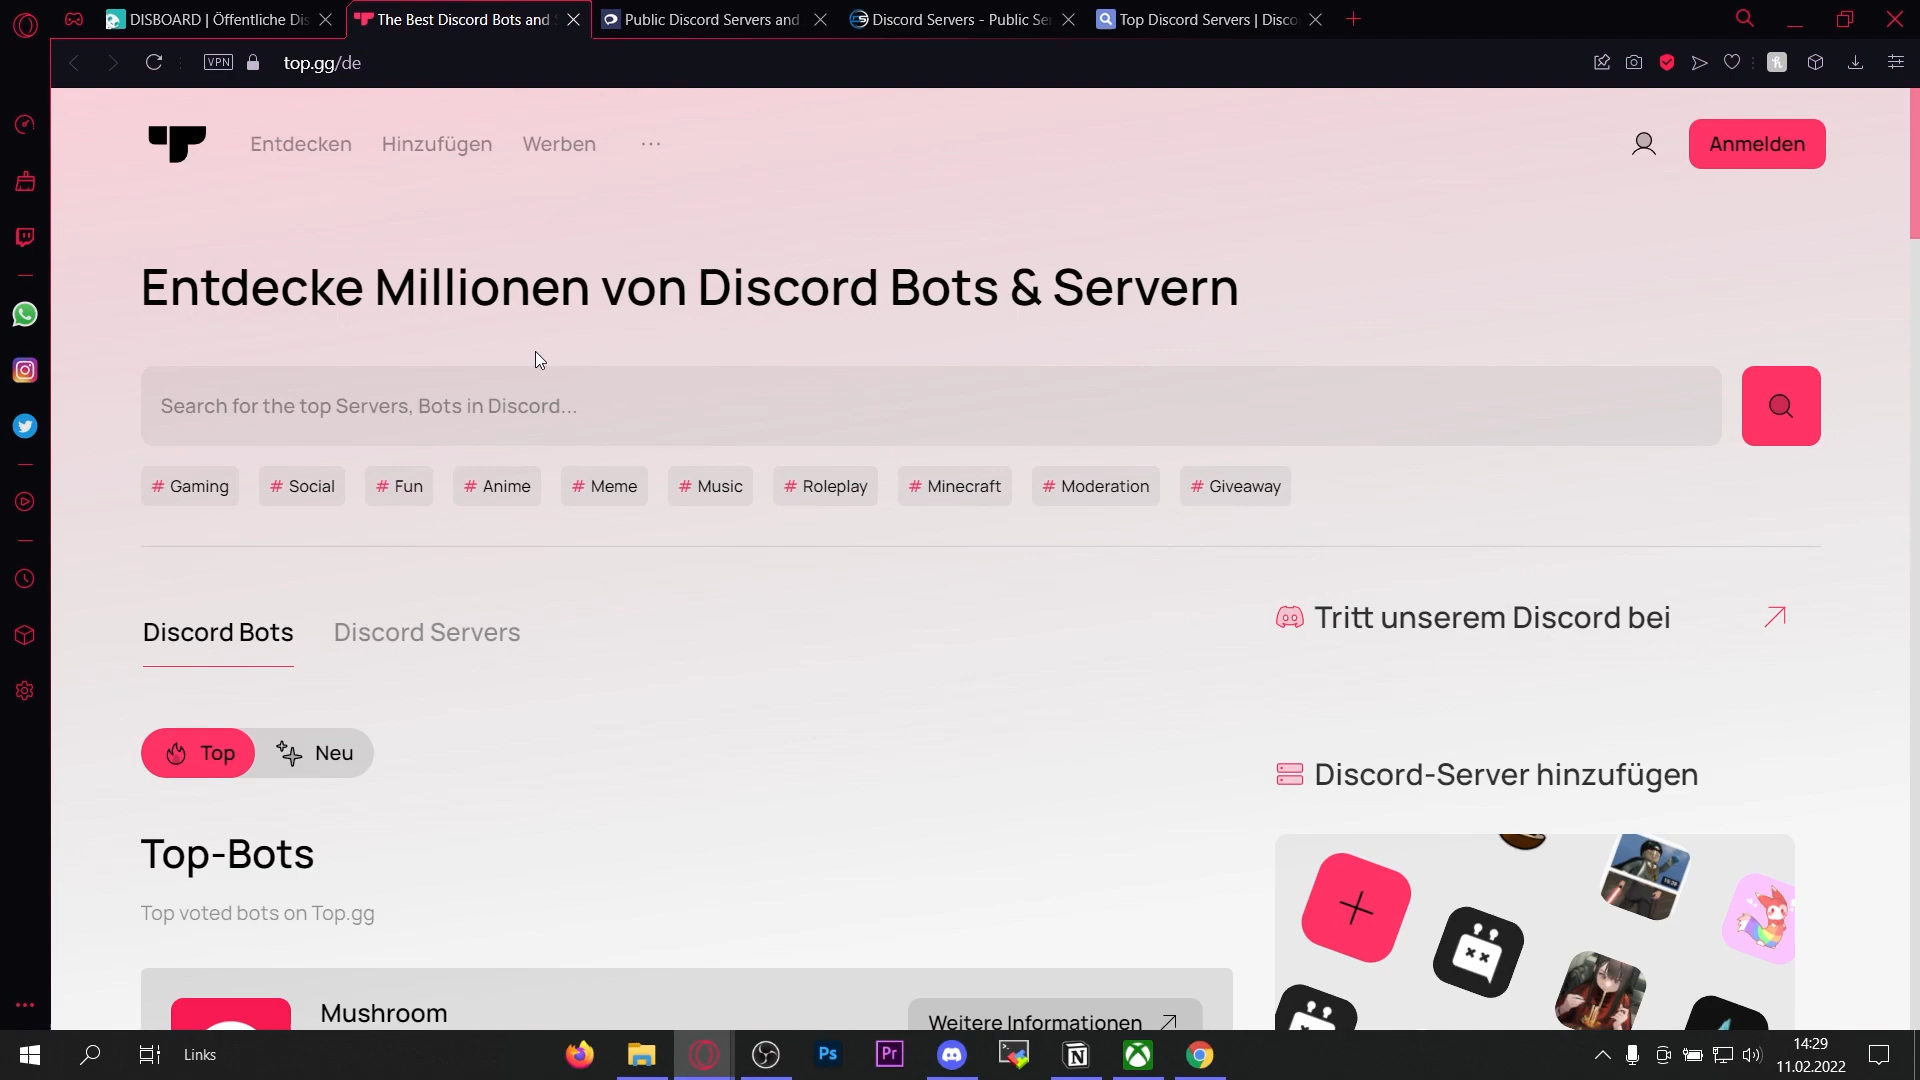 DISBOARD | Öffentliche Dis
The Best Discord Bots and
Public Discord Servers and
Discord Servers - Public Se
Top Discord Servers | Disco
VPN
top.gg/de
Entdecken
Hinzufügen
Werben
...
Anmelden
Entdecke Millionen von Discord Bots & Servern
Search for the top Servers, Bots in Discord...
# Gaming
# Social
# Fun
# Anime
# Meme
# Music
# Roleplay
# Minecraft
# Moderation
# Giveaway
Discord Bots
Discord Servers
Tritt unserem Discord bei
Top
Neu
Discord-Server hinzufügen
Top-Bots
Top voted bots on Top.gg
Mushroom
Weitere Informationen
Links
Ps
Pr
14:29
11.02.2022